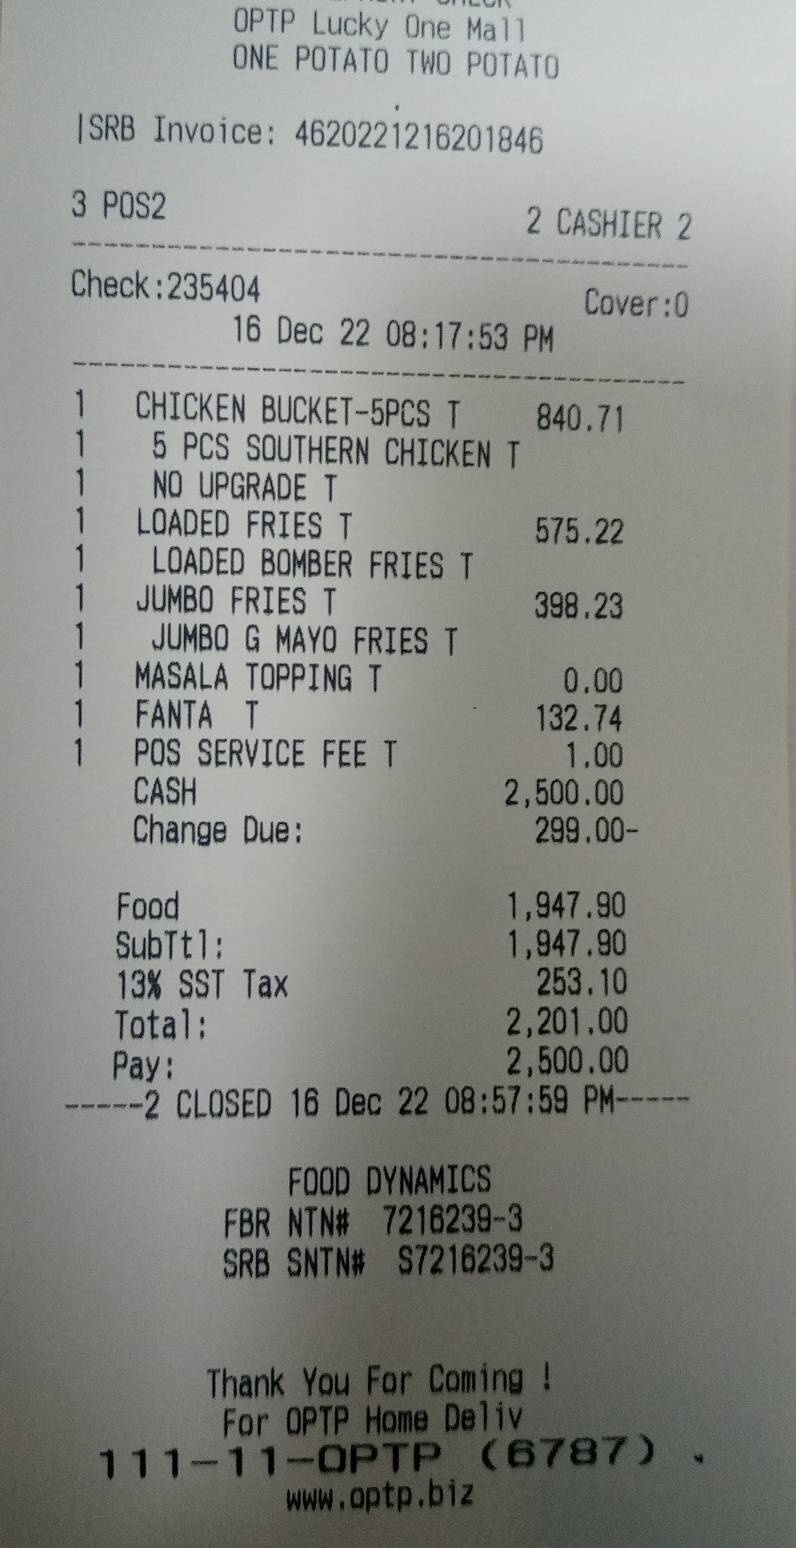 OPTP Lucky One Mall
ONE POTATO TWO POTATO
|SRB Invoice: 4620221216201846
3 POS2 2 CASHIER 2
Check:235404 Cover:0
16 Dec 22 08:17:53 PM
1 CHICKEN BUCKET-5PCS T 840.71
1 5 PCS SOUTHERN CHICKEN T
1 NO UPGRADE T
1 LOADED FRIES T 575.22
1 LOADED BOMBER FRIES T
1 JUMBO FRIES T 398.23
1 JUMBO G MAYO FRIES T
1 MASALA TOPPING T 0.00
1 FANTA T 132.74
1 POS SERVICE FEE T 1.00
CASH 2,500.00
Change Due: 299.00-
Food 1,947.90
SubTtl: 1,947.90
13% SST Tax 253.10
Total: 2,201.00
Pay: 2,500.00
-----2 CLOSED 16 Dec 22 08:57:59 PM-----
FOOD DYNAMICS
FBR NTN# 7216239-3
SRB SNTN# S7216239-3
Thank You For Coming !
For OPTP Home Deliv
111-11-OPTP (6787) .
www.optp.biz